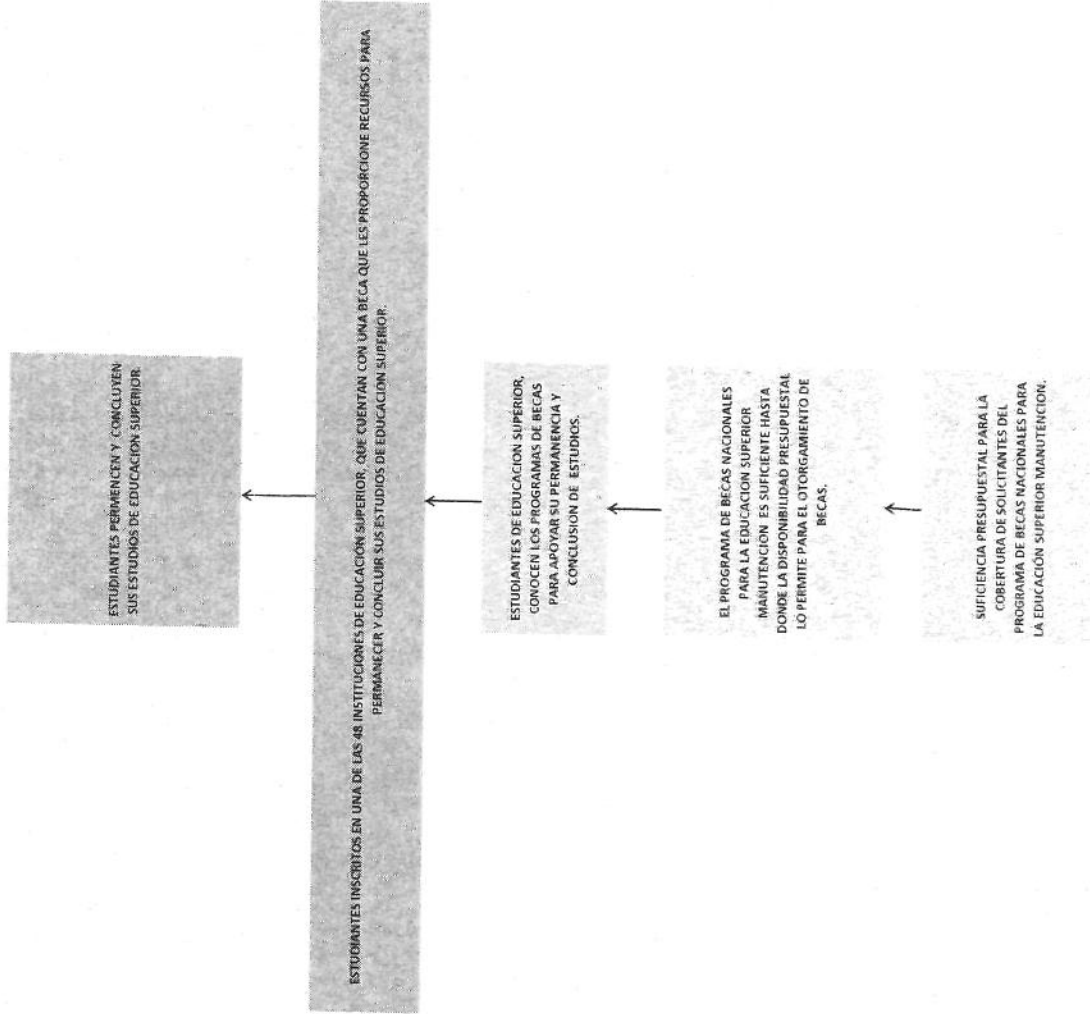 ESTUDIANTES PERMENCEN Y CONCLUYEN
SUS ESTUDIOS DE EDUCACION SUPERIOR.
ESTUDIANTES INSCRITOS EN UNA DE LAS 48 INSTITUCIONES DE EDUCACIÓN SUPERIOR, QUE CUENTAN CON UNA BECA QUE LES PROPORCIONE RECURSOS PARA
PERMANECER Y CONCLUIR SUS ESTUDIOS DE EDUCACION SUPERIOR.
ESTUDIANTES DE EDUCACION SUPERIOR,
CONOCEN LOS PROGRAMAS DE BECAS
PARA APOYAR SU PERMANENCIA Y
CONCLUSIÓN DE ESTUDIOS.
EL PROGRAMA DE BECAS NACIONALES
PARA LA EDUCACION SUPERIOR
MANUTENCIÓN ES SUFICIENTE HASTA
DONDE LA DISPONIBILIDAD PRESUPUESTAL
LO PERMITE PARA EL OTORGAMIENTO DE
BECAS.
SUFICIENCIA PRESUPUESTAL PARA LA
COBERTURA DE SOLICITANTES DEL
PROGRAMA DE BECAS NACIONALES PARA
LA EDUCACIÓN SUPERIOR MANUTENCION.